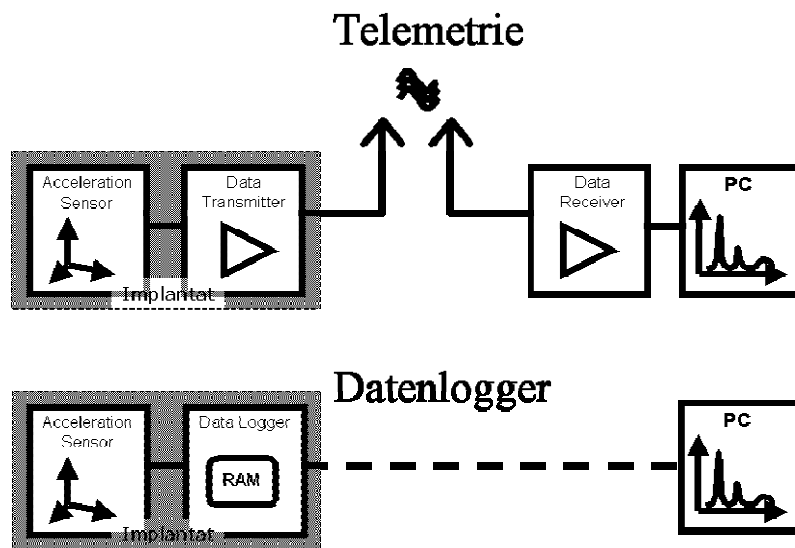 Telemetrie
Acceleration
Sensor
Data
Transmitter
Implantat
Data
Receiver
PC
Datenlogger
Acceleration
Sensor
Data Logger
RAM
Implantat
PC